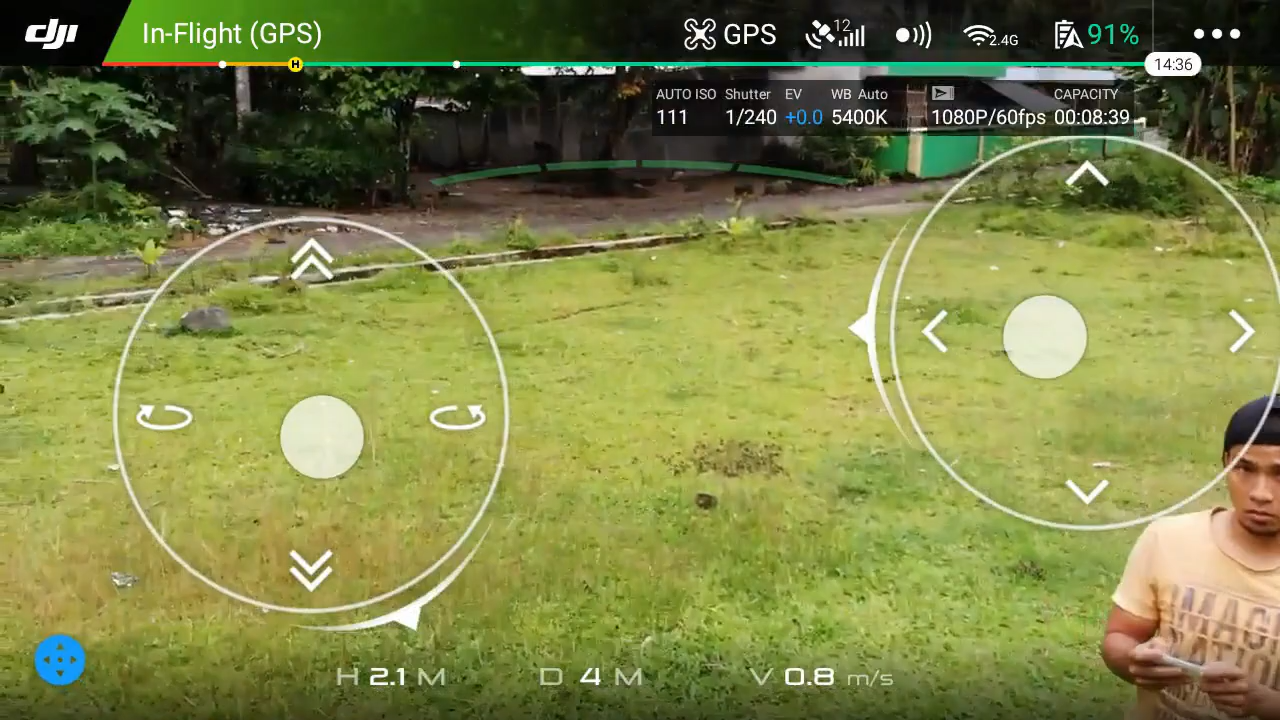 dji In-Flight (GPS) GPS 12 2.4G 91%
H 14:36
AUTO ISO Shutter EV WB Auto CAPACITY
111 1/240 +0.0 5400K 1080P/60fps 00:08:39
H 2.1 M D 4 M V 0.8 m/s